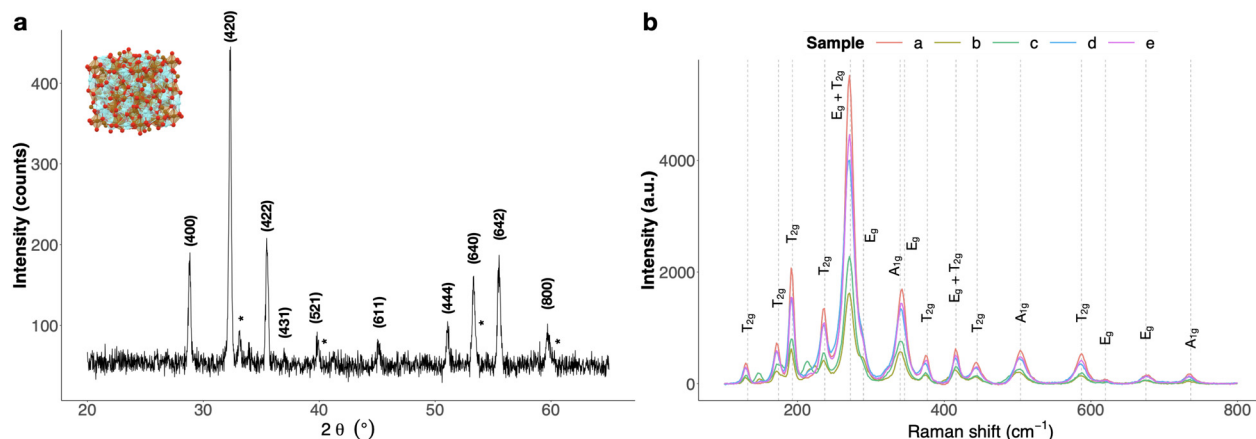 a
(420)
400
(400)
(422)
(642)
(640)
300
200
(431)
(521)
(611)
(444)
(800)
*
*
*
*
100
20
30
40
50
60
2 θ (°)
Intensity (counts)
b
Sample a b c d e
Eg + T2g
4000
2000
0
T2g
T2g
T2g
T2g
Eg
A1g
Eg
T2g
Eg + T2g
T2g
A1g
T2g
Eg
Eg
A1g
200
400
600
800
Raman shift (cm⁻¹)
Intensity (a.u.)